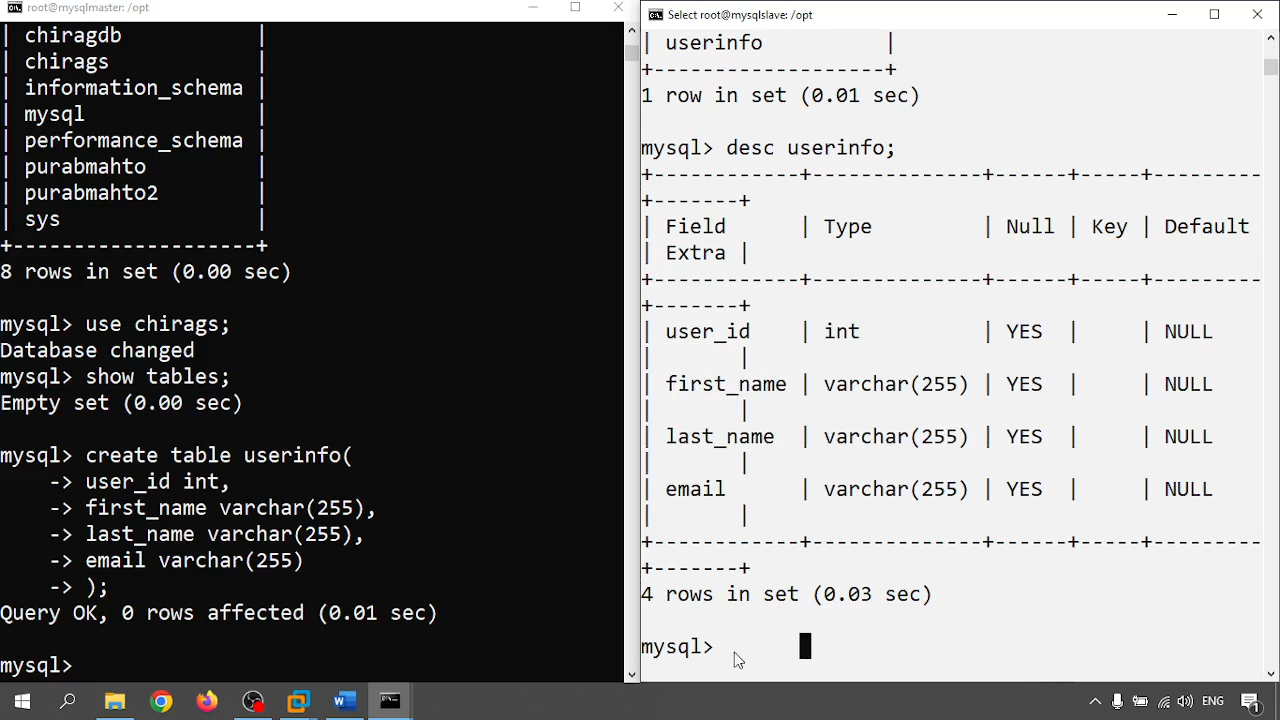 root@mysqlmaster: /opt
| chiragdb           |
| chirags            |
| information_schema |
| mysql              |
| performance_schema |
| purabmahto         |
| purabmahto2        |
| sys                |
+--------------------+
8 rows in set (0.00 sec)
mysql> use chirags;
Database changed
mysql> show tables;
Empty set (0.00 sec)
mysql> create table userinfo(
    -> user_id int,
    -> first_name varchar(255),
    -> last_name varchar(255),
    -> email varchar(255)
    -> );
Query OK, 0 rows affected (0.01 sec)
mysql>
Select root@mysqlslave: /opt
| userinfo          |
+-------------------+
1 row in set (0.01 sec)
mysql> desc userinfo;
+------------+--------------+------+-----+---------
+-------+
| Field      | Type         | Null | Key | Default
| Extra |
+------------+--------------+------+-----+---------
+-------+
| user_id    | int          | YES  |     | NULL
|       |
| first_name | varchar(255) | YES  |     | NULL
|       |
| last_name  | varchar(255) | YES  |     | NULL
|       |
| email      | varchar(255) | YES  |     | NULL
|       |
+------------+--------------+------+-----+---------
+-------+
4 rows in set (0.03 sec)
mysql>
ENG
1